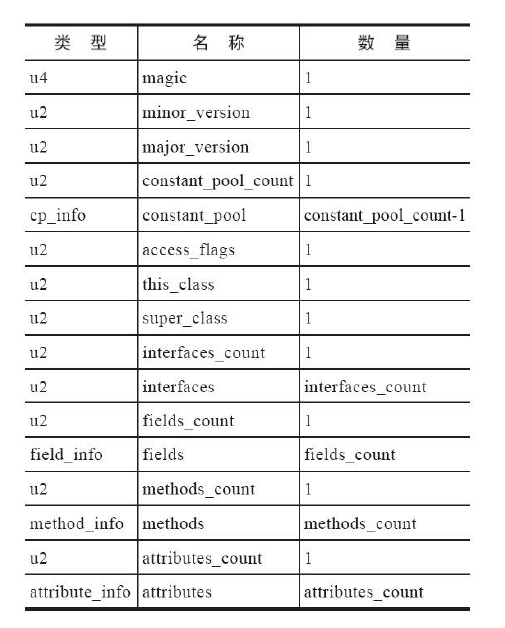 类 型 名 称 数 量
u4 magic 1
u2 minor_version 1
u2 major_version 1
u2 constant_pool_count 1
cp_info constant_pool constant_pool_count-1
u2 access_flags 1
u2 this_class 1
u2 super_class 1
u2 interfaces_count 1
u2 interfaces interfaces_count
u2 fields_count 1
field_info fields fields_count
u2 methods_count 1
method_info methods methods_count
u2 attributes_count 1
attribute_info attributes attributes_count